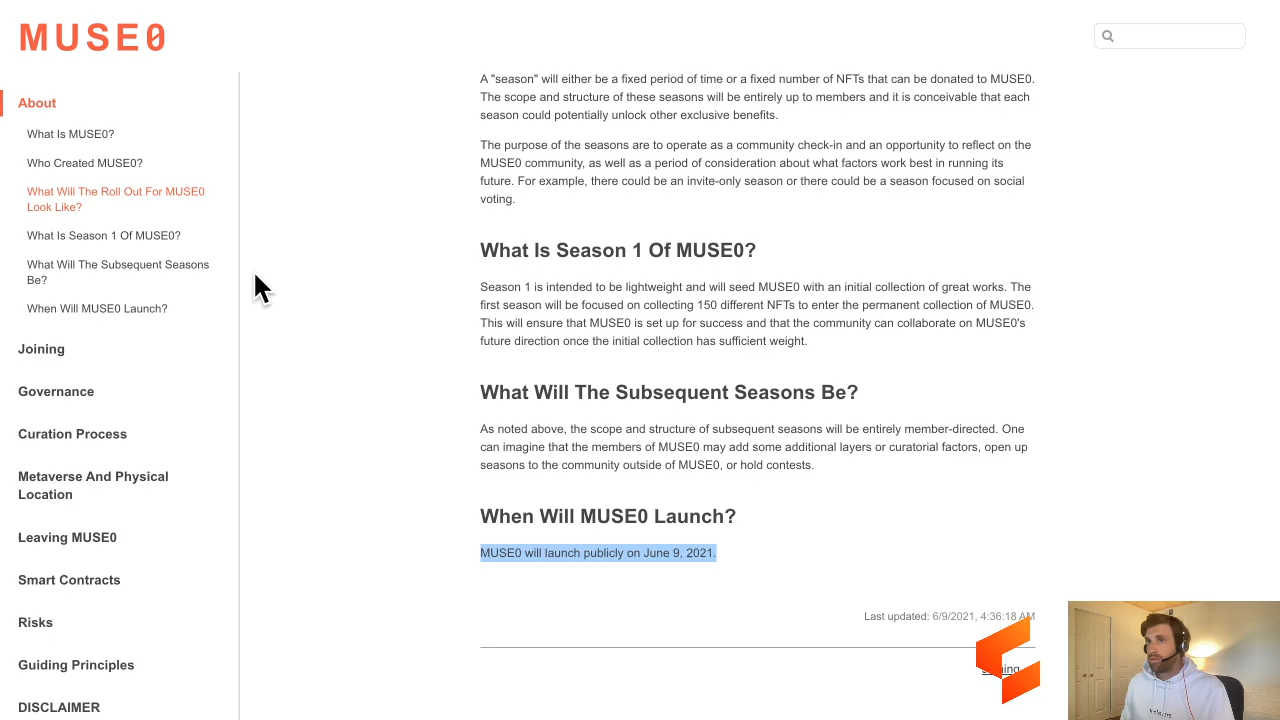 MUSE0
About
What Is MUSE0?
Who Created MUSE0?
What Will The Roll Out For MUSE0
Look Like?
What Is Season 1 Of MUSE0?
What Will The Subsequent Seasons
Be?
When Will MUSE0 Launch?
Joining
Governance
Curation Process
Metaverse And Physical
Location
Leaving MUSE0
Smart Contracts
Risks
Guiding Principles
DISCLAIMER
A "season" will either be a fixed period of time or a fixed number of NFTs that can be donated to MUSE0.
The scope and structure of these seasons will be entirely up to members and it is conceivable that each
season could potentially unlock other exclusive benefits.
The purpose of the seasons are to operate as a community check-in and an opportunity to reflect on the
MUSE0 community, as well as a period of consideration about what factors work best in running its
future. For example, there could be an invite-only season or there could be a season focused on social
voting.
What Is Season 1 Of MUSE0?
Season 1 is intended to be lightweight and will seed MUSE0 with an initial collection of great works. The
first season will be focused on collecting 150 different NFTs to enter the permanent collection of MUSE0.
This will ensure that MUSE0 is set up for success and that the community can collaborate on MUSE0's
future direction once the initial collection has sufficient weight.
What Will The Subsequent Seasons Be?
As noted above, the scope and structure of subsequent seasons will be entirely member-directed. One
can imagine that the members of MUSE0 may add some additional layers or curatorial factors, open up
seasons to the community outside of MUSE0, or hold contests.
When Will MUSE0 Launch?
MUSE0 will launch publicly on June 9, 2021.
Last updated: 6/9/2021, 4:36:18 AM